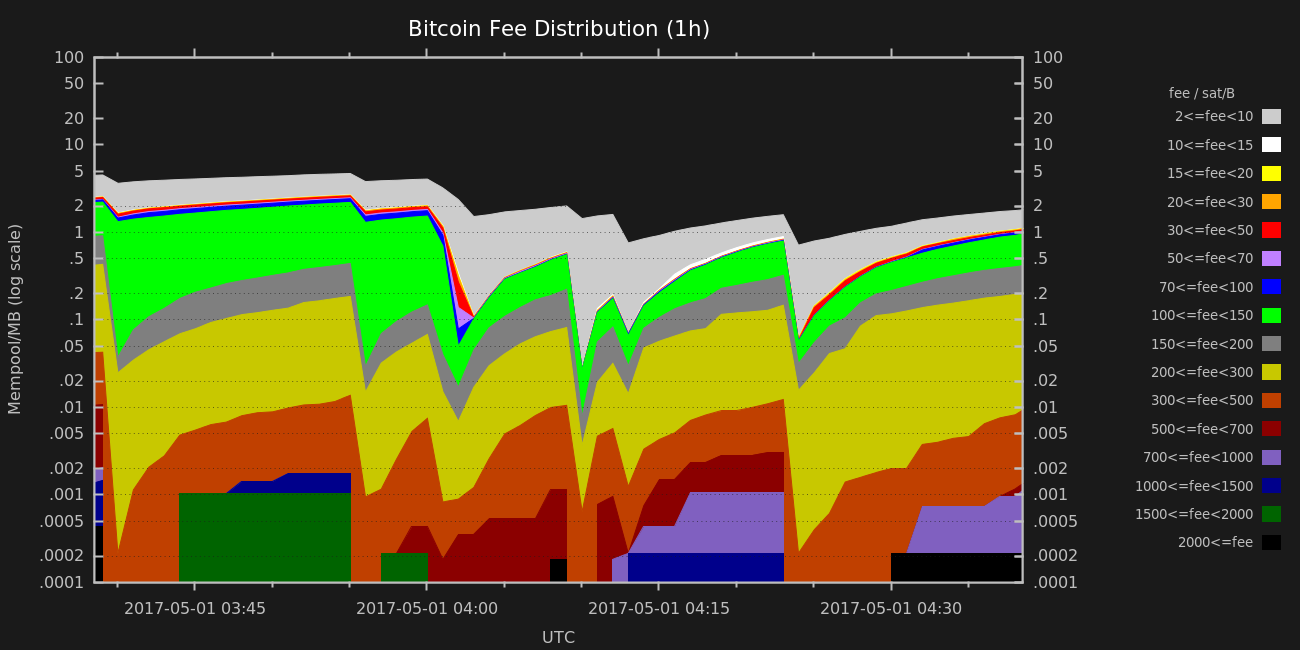 Bitcoin Fee Distribution (1h)
Mempool/MB (log scale)
100
50
20
10
5
2
1
.5
.2
.1
.05
.02
.01
.005
.002
.001
.0005
.0002
.0001
100
50
20
10
5
2
1
.5
.2
.1
.05
.02
.01
.005
.002
.001
.0005
.0002
.0001
2017-05-01 03:45
2017-05-01 04:00
2017-05-01 04:15
2017-05-01 04:30
UTC
fee / sat/B
2<=fee<10
10<=fee<15
15<=fee<20
20<=fee<30
30<=fee<50
50<=fee<70
70<=fee<100
100<=fee<150
150<=fee<200
200<=fee<300
300<=fee<500
500<=fee<700
700<=fee<1000
1000<=fee<1500
1500<=fee<2000
2000<=fee